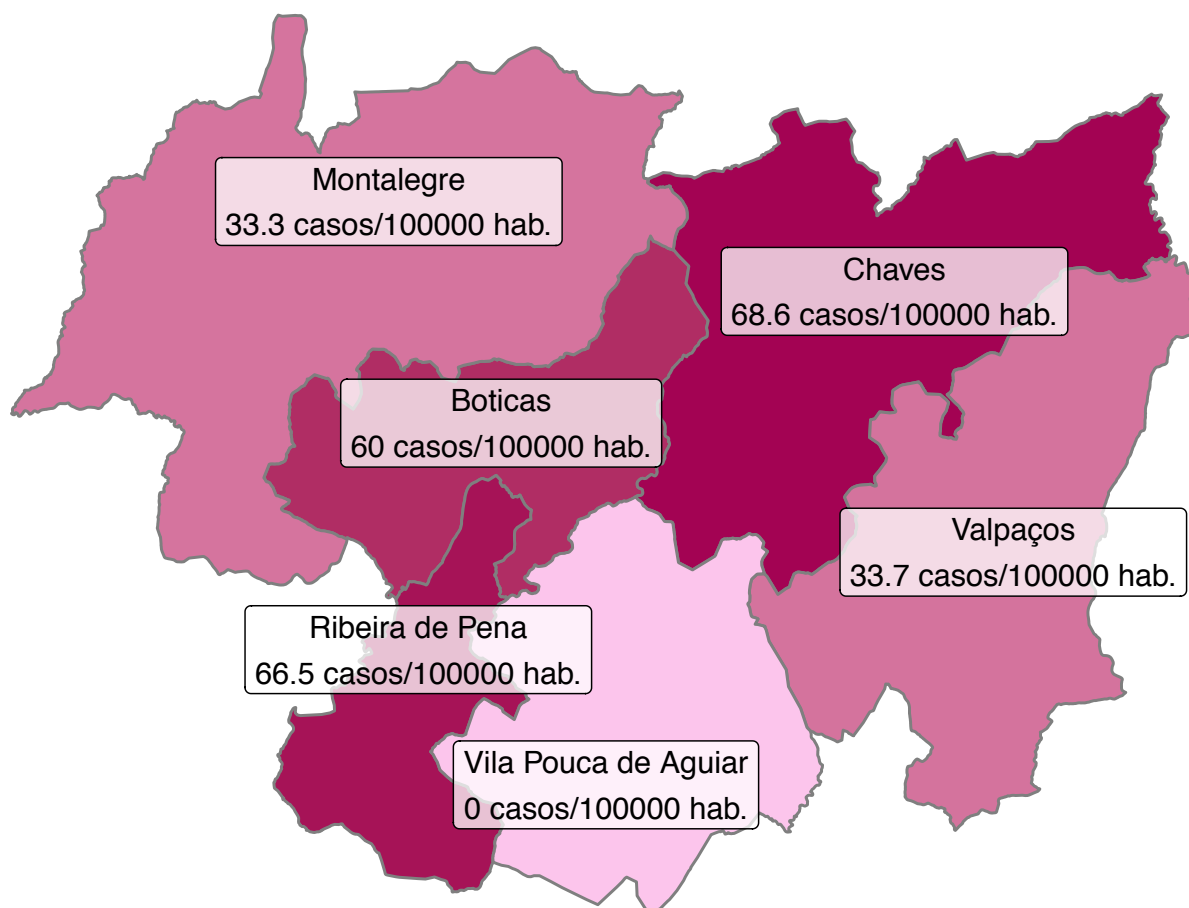 Montalegre
33.3 casos/100000 hab.
Chaves
68.6 casos/100000 hab.
Boticas
60 casos/100000 hab.
Valpaços
33.7 casos/100000 hab.
Ribeira de Pena
66.5 casos/100000 hab.
Vila Pouca de Aguiar
0 casos/100000 hab.